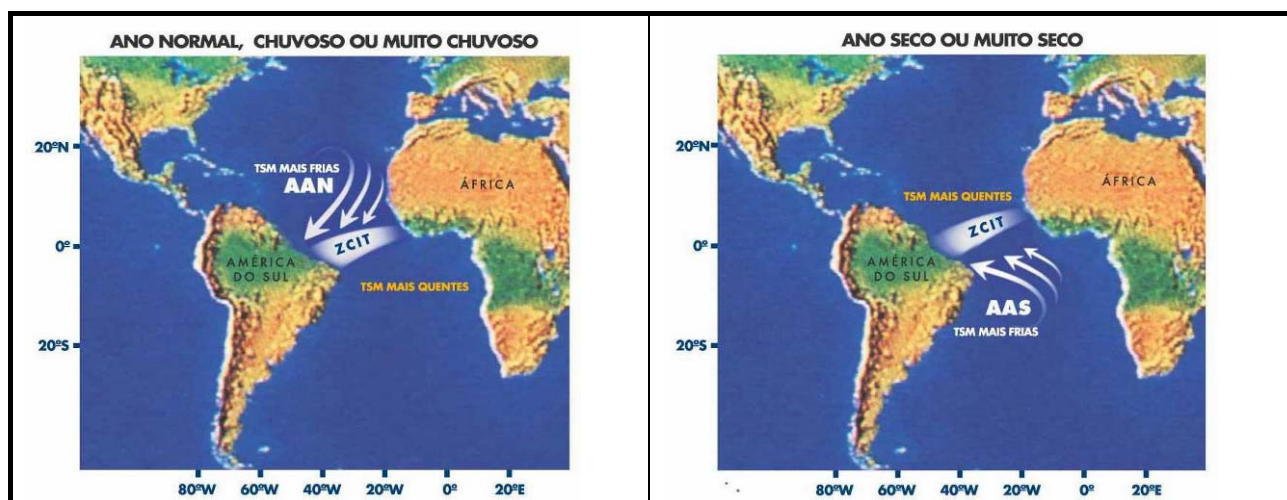 ANO NORMAL, CHUVOSO OU MUITO CHUVOSO
20ºN
TSM MAIS FRIAS
AAN
ÁFRICA
0º
ZCIT
AMÉRICA
DO SUL
TSM MAIS QUENTES
20ºS
80ºW 60ºW 40ºW 20ºW 0º 20ºE
ANO SECO OU MUITO SECO
20ºN
TSM MAIS QUENTES
ÁFRICA
0º
ZCIT
AMÉRICA
DO SUL
AAS
TSM MAIS FRIAS
20ºS
80ºW 60ºW 40ºW 20ºW 0º 20ºE